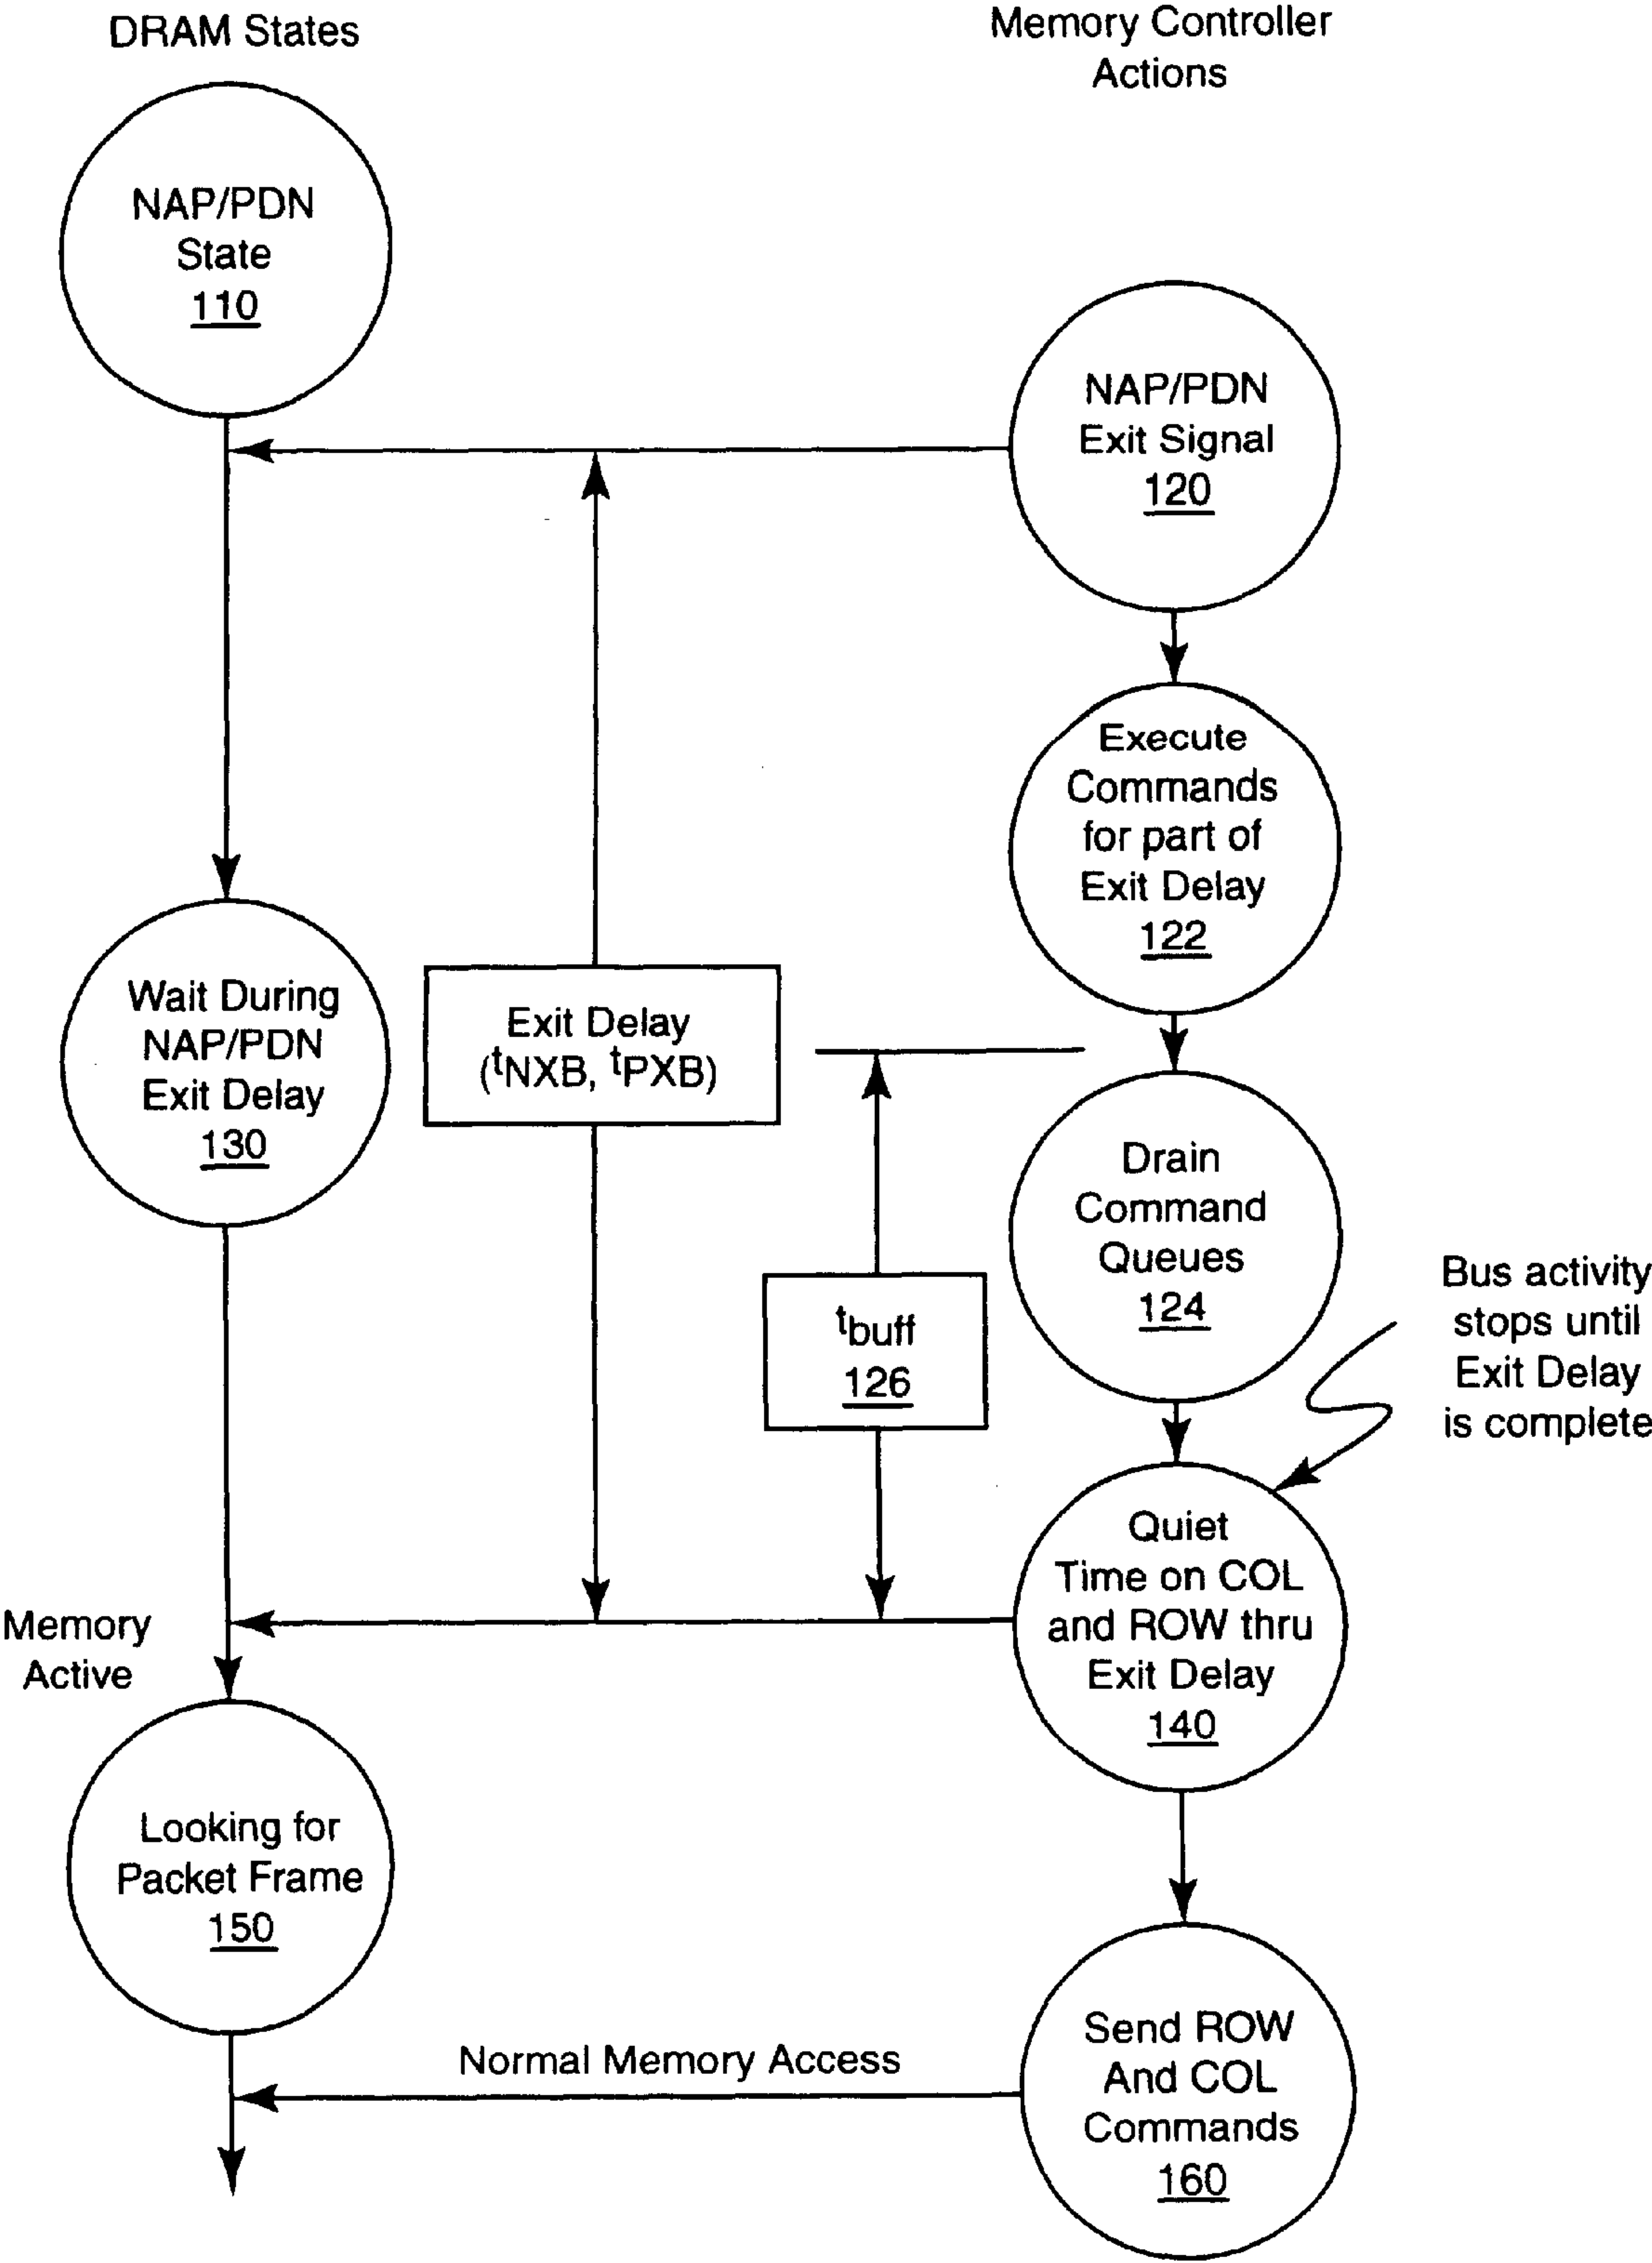 DRAM States
Memory Controller
Actions
NAP/PDN
State
110
NAP/PDN
Exit Signal
120
Execute
Commands
for part of
Exit Delay
122
Wait During
NAP/PDN
Exit Delay
130
Exit Delay
(tNXB, tPXB)
Drain
Command
Queues
124
tbuff
126
Bus activity
stops until
Exit Delay
is complete
Quiet
Time on COL
and ROW thru
Exit Delay
140
Memory
Active
Looking for
Packet Frame
150
Normal Memory Access
Send ROW
And COL
Commands
160